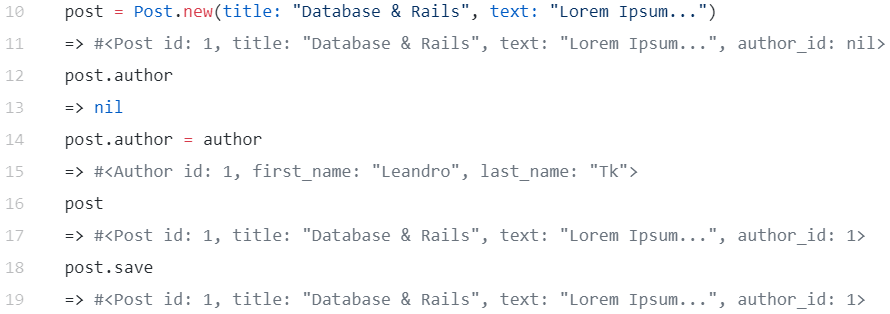 10 post = Post.new(title: "Database & Rails", text: "Lorem Ipsum...")
11 => #<Post id: 1, title: "Database & Rails", text: "Lorem Ipsum...", author_id: nil>
12 post.author
13 => nil
14 post.author = author
15 => #<Author id: 1, first_name: "Leandro", last_name: "Tk">
16 post
17 => #<Post id: 1, title: "Database & Rails", text: "Lorem Ipsum...", author_id: 1>
18 post.save
19 => #<Post id: 1, title: "Database & Rails", text: "Lorem Ipsum...", author_id: 1>